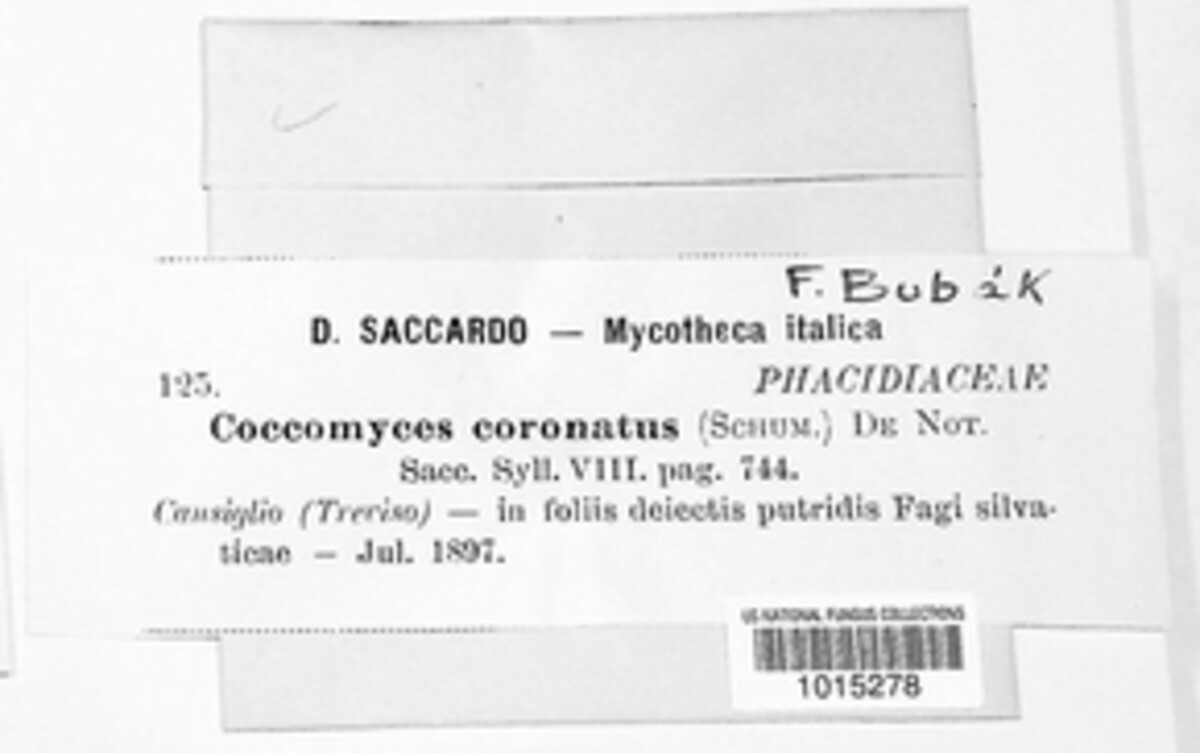 F. Bubák
D. SACCARDO — Mycotheca italica
125. PHACIDIACEAE
Coccomyces coronatus (SCHUM.) DE NOT.
Sacc. Syll. VIII. pag. 744.
Cansiglio (Treviso) — in foliis deiectis putridis Fagi silva-
ticae — Jul. 1897.
US NATIONAL FUNGUS COLLECTIONS
1015278